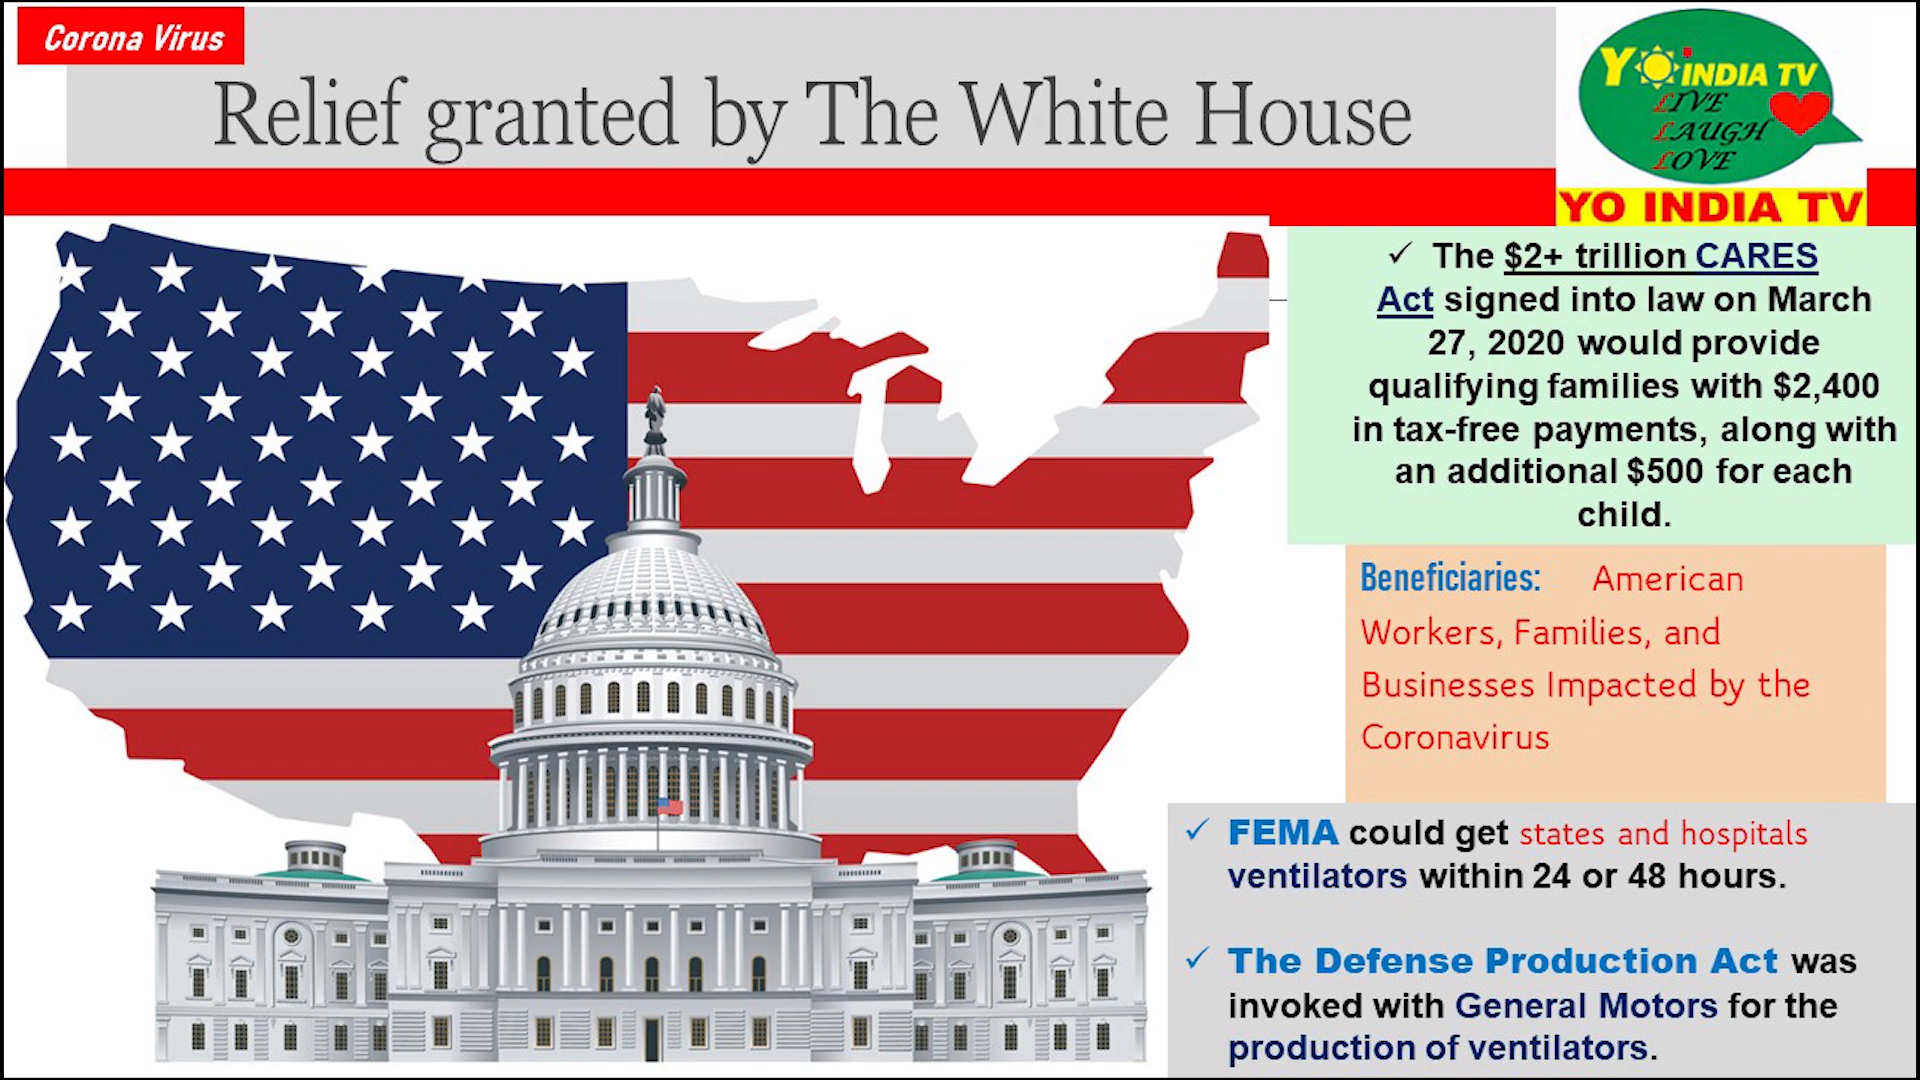 Corona Virus
Relief granted by The White House
YO INDIA TV
LIVE
LAUGH
LOVE
YO INDIA TV
✓ The $2+ trillion CARES
Act signed into law on March
27, 2020 would provide
qualifying families with $2,400
in tax-free payments, along with
an additional $500 for each
child.
Beneficiaries: American
Workers, Families, and
Businesses Impacted by the
Coronavirus
✓ FEMA could get states and hospitals
ventilators within 24 or 48 hours.
✓ The Defense Production Act was
invoked with General Motors for the
production of ventilators.